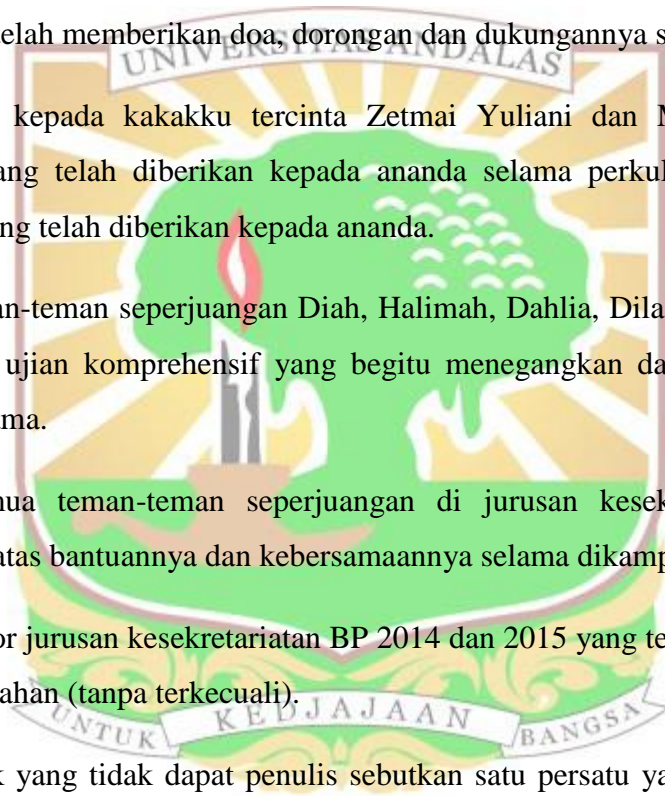 elah memberikan doa, dorongan dan dukungannya s
UNIVERSITAS ANDALAS
kepada kakakku tercinta Zetmai Yuliani dan M
ang telah diberikan kepada ananda selama perkul
ng telah diberikan kepada ananda.
an-teman seperjuangan Diah, Halimah, Dahlia, Dila
ujian komprehensif yang begitu menegangkan da
ama.
nua teman-teman seperjuangan di jurusan kesek
atas bantuannya dan kebersamaannya selama dikamp
or jurusan kesekretariatan BP 2014 dan 2015 yang te
ahan (tanpa terkecuali).
UNTUK KEDJAJAAN BANGSA
k yang tidak dapat penulis sebutkan satu persatu ya